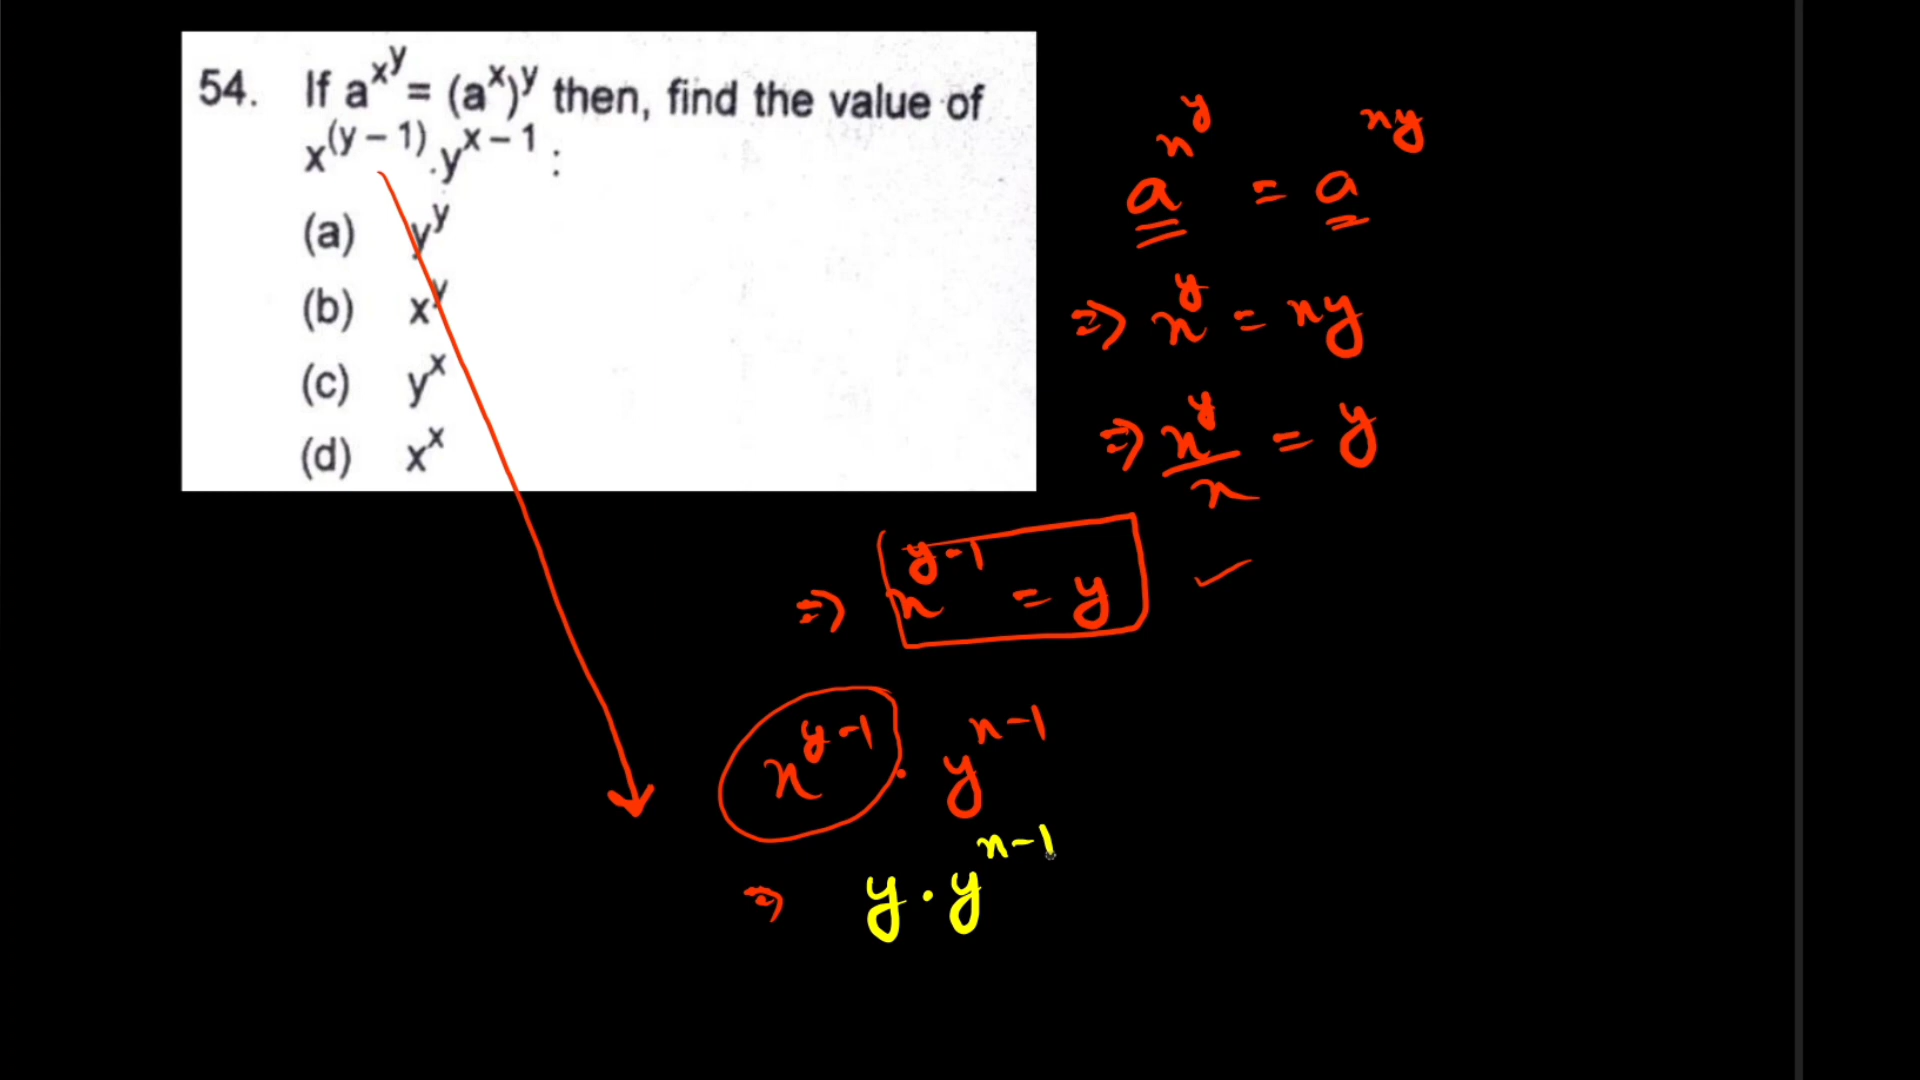 54. If a^x^y = (a^x)^y then, find the value of
x^(y – 1).y^x – 1 :
(a) y^y
(b) x^y
(c) y^x
(d) x^x
a^x^y = a^xy
⇒ x^y = xy
⇒ x^y/x = y
⇒ x^y-1 = y ✓
x^y-1 . y^x-1
⇒ y . y^x-1